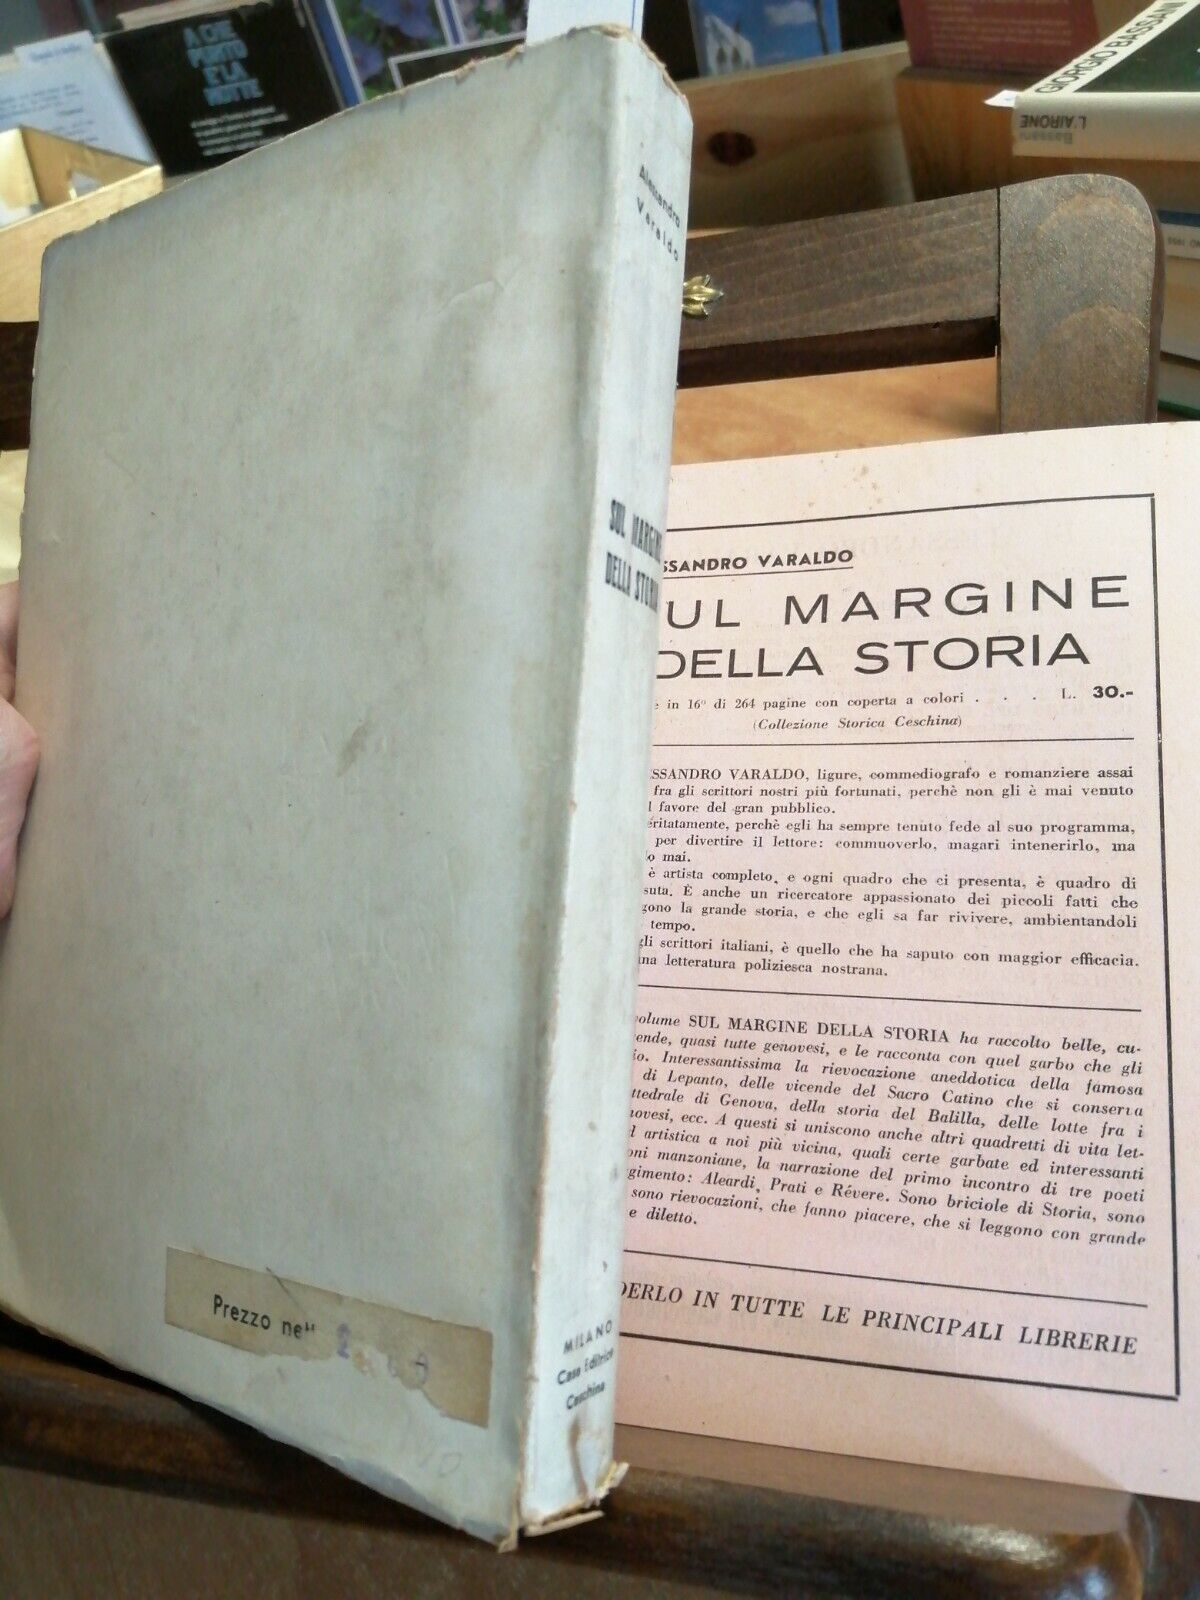 A CHE
PUNTO
E' LA
NOTTE
GIORGIO BASSANI
Bassani
L'AIRONE
Alessandro
Varaldo
SUL MARGINE
DELLA STORIA
MILANO
Casa Editrice
Ceschina
Prezzo
SSANDRO VARALDO
UL MARGINE
DELLA STORIA
e in 16° di 264 pagine con coperta a colori . . . L. 30.-
(Collezione Storica Ceschina)
SSANDRO VARALDO, ligure, commediografo e romanziere assai
fra gli scrittori nostri più fortunati, perchè non gli è mai venuto
l favore del gran pubblico.
eritatamente, perchè egli ha sempre tenuto fede al suo programma,
per divertire il lettore: commuoverlo, magari intenerirlo, ma
lo mai.
è artista completo, e ogni quadro che ci presenta, è quadro di
suta. È anche un ricercatore appassionato dei piccoli fatti che
gono la grande storia, e che egli sa far rivivere, ambientandoli
tempo.
gli scrittori italiani, è quello che ha saputo con maggior efficacia.
una letteratura poliziesca nostrana.
volume SUL MARGINE DELLA STORIA ha raccolto belle, cu-
ende, quasi tutte genovesi, e le racconta con quel garbo che gli
io. Interessantissima la rievocazione aneddotica della famosa
di Lepanto, delle vicende del Sacro Catino che si conserva
ttedrale di Genova, della storia del Balilla, delle lotte fra i
novesi, ecc. A questi si uniscono anche altri quadretti di vita let-
d artistica a noi più vicina, quali certe garbate ed interessanti
oni manzoniane, la narrazione del primo incontro di tre poeti
gimento: Aleardi, Prati e Révere. Sono briciole di Storia, sono
sono rievocazioni, che fanno piacere, che si leggono con grande
e diletto.
DERLO IN TUTTE LE PRINCIPALI LIBRERIE